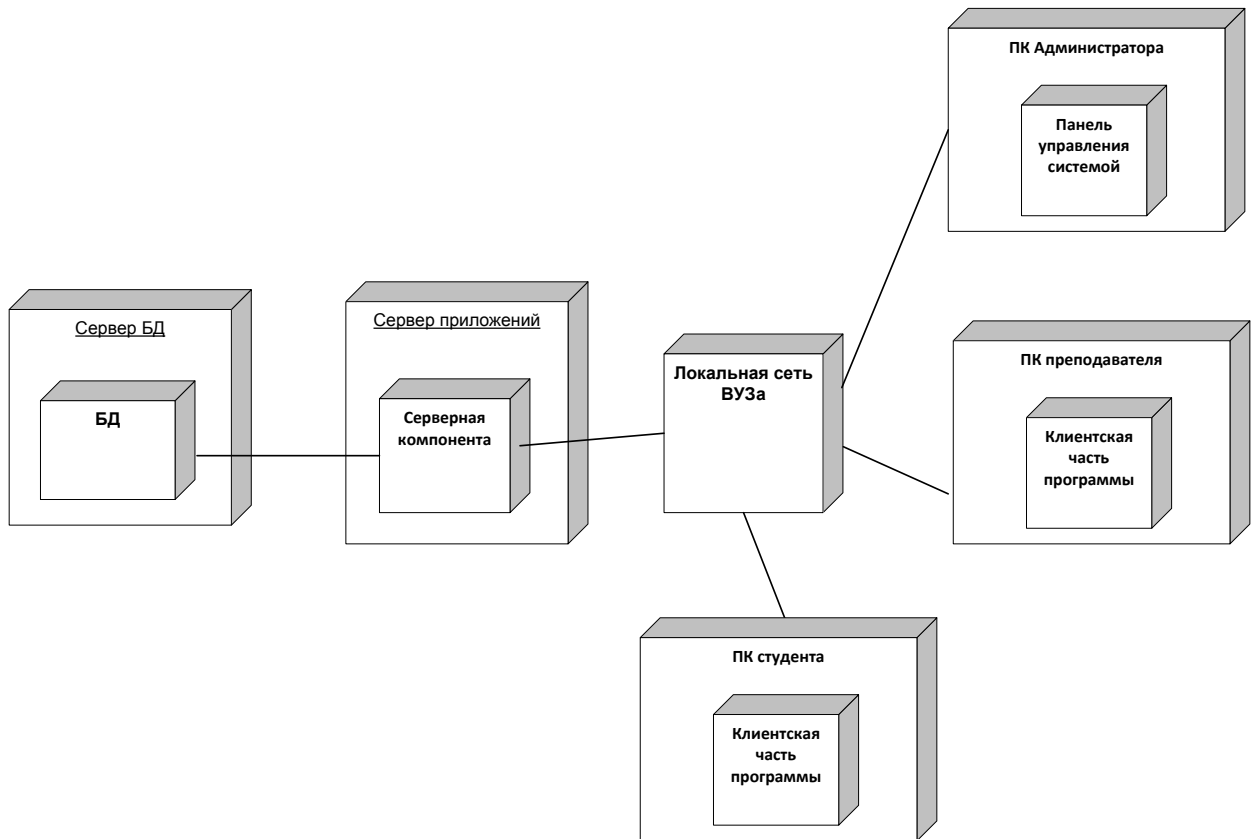 ПК Администратора
Панель
управления
системой
Сервер БД
БД
Сервер приложений
Серверная
компонента
Локальная сеть
ВУЗа
ПК преподавателя
Клиентская
часть
программы
ПК студента
Клиентская
часть
программы